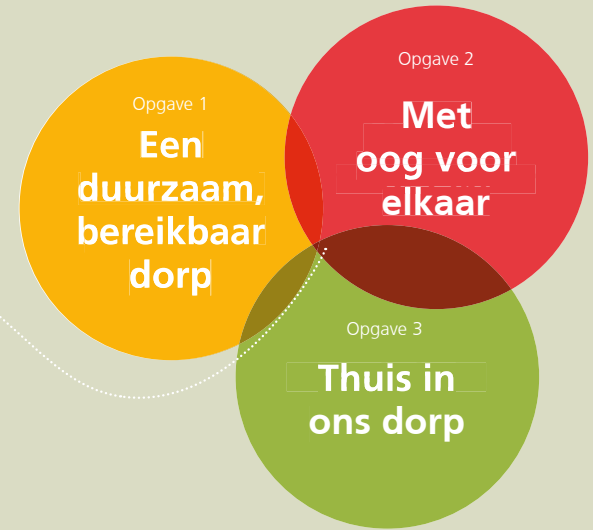 Opgave 1
Een
duurzaam,
bereikbaar
dorp
Opgave 2
Met
oog voor
elkaar
Opgave 3
Thuis in
ons dorp